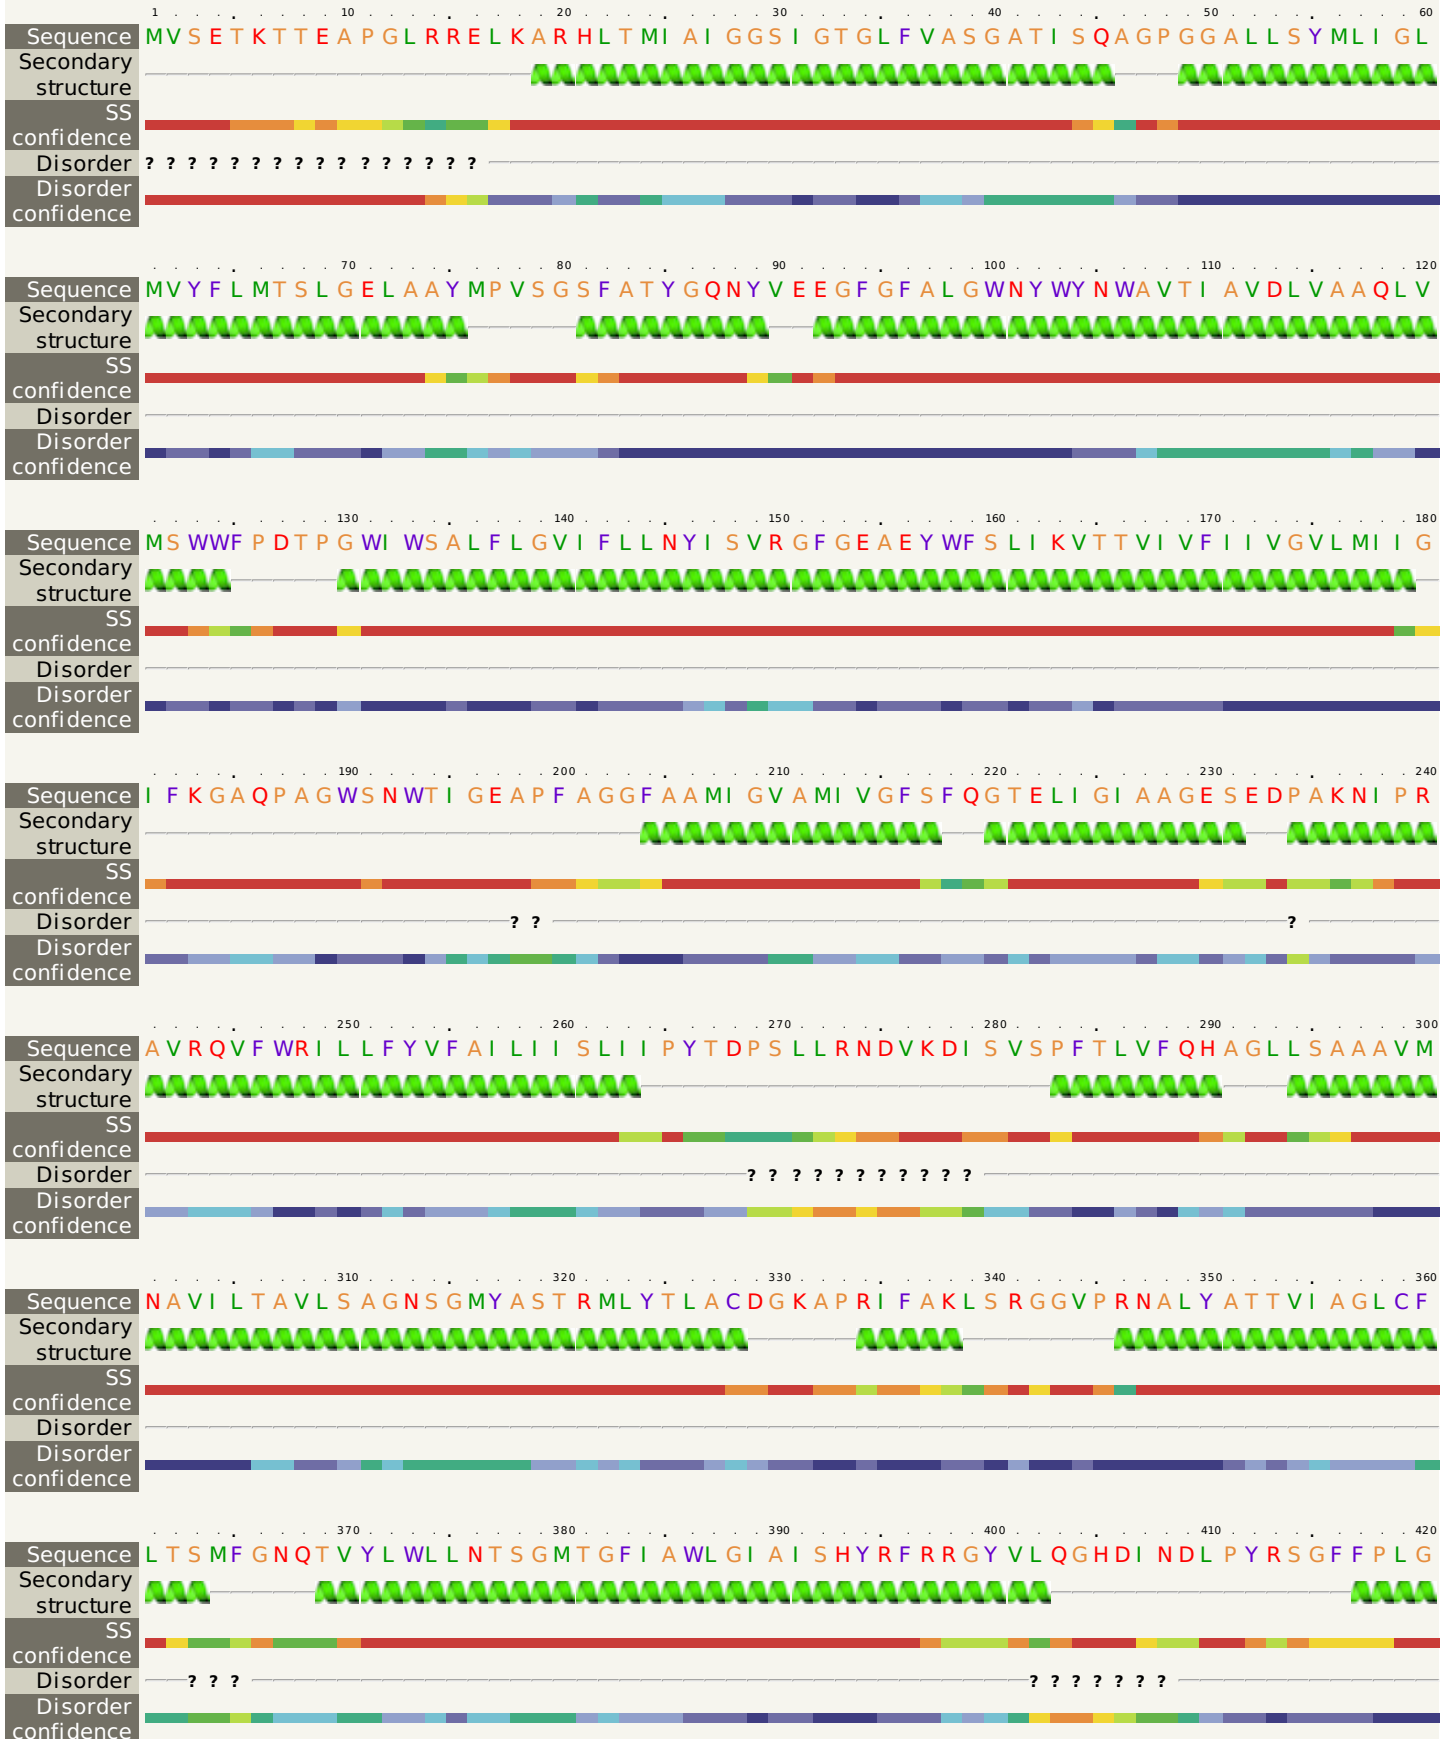 1 10 20 30 40 50 60
Sequence MVSETKTTEAPGLRRELKARHLTMIAIGGSIGTGLFVASGATISQAGPGGALLSYMLIGL
Secondary
structure
SS
confidence
Disorder ? ? ? ? ? ? ? ? ? ? ? ? ? ? ? ?
Disorder
confidence
70 80 90 100 110 120
Sequence MVYFLMTSLGELAAYMPVSGSFATYGQNYVEEGFGFALGWNYWYNWAVTIAVDLVAAQLV
Secondary
structure
SS
confidence
Disorder
Disorder
confidence
130 140 150 160 170 180
Sequence MSWWFPDTPGWIWSALFLGVIFLLNYISVRGFGEAEYWFSLIKVTTVIVFIIVGVLMIIG
Secondary
structure
SS
confidence
Disorder
Disorder
confidence
190 200 210 220 230 240
Sequence IFKGAQPAGWSNWTIGEAPFAGGFAAMIGVAMIVGFSFQGTELIGIAAGESEDPAKNIPR
Secondary
structure
SS
confidence
Disorder ? ? ?
Disorder
confidence
250 260 270 280 290 300
Sequence AVRQVFWRILLFYVFAILIISLIIPYTDPSLLRNDVKDISVSPFTLVFQHAGLLSAAAVM
Secondary
structure
SS
confidence
Disorder ? ? ? ? ? ? ? ? ? ? ?
Disorder
confidence
310 320 330 340 350 360
Sequence NAVILTAVLSAGNSGMYASTRMLYTLACDGKAPRIFAKLSRGGVPRNALYATTVIAGLCF
Secondary
structure
SS
confidence
Disorder
Disorder
confidence
370 380 390 400 410 420
Sequence LTSMFGNQTVYLWLLNTSGMTGFIAWLGIAISHYRFRRGYVLQGHDINDLPYRSGFFPLG
Secondary
structure
SS
confidence
Disorder ? ? ? ? ? ? ? ? ? ?
Disorder
confidence